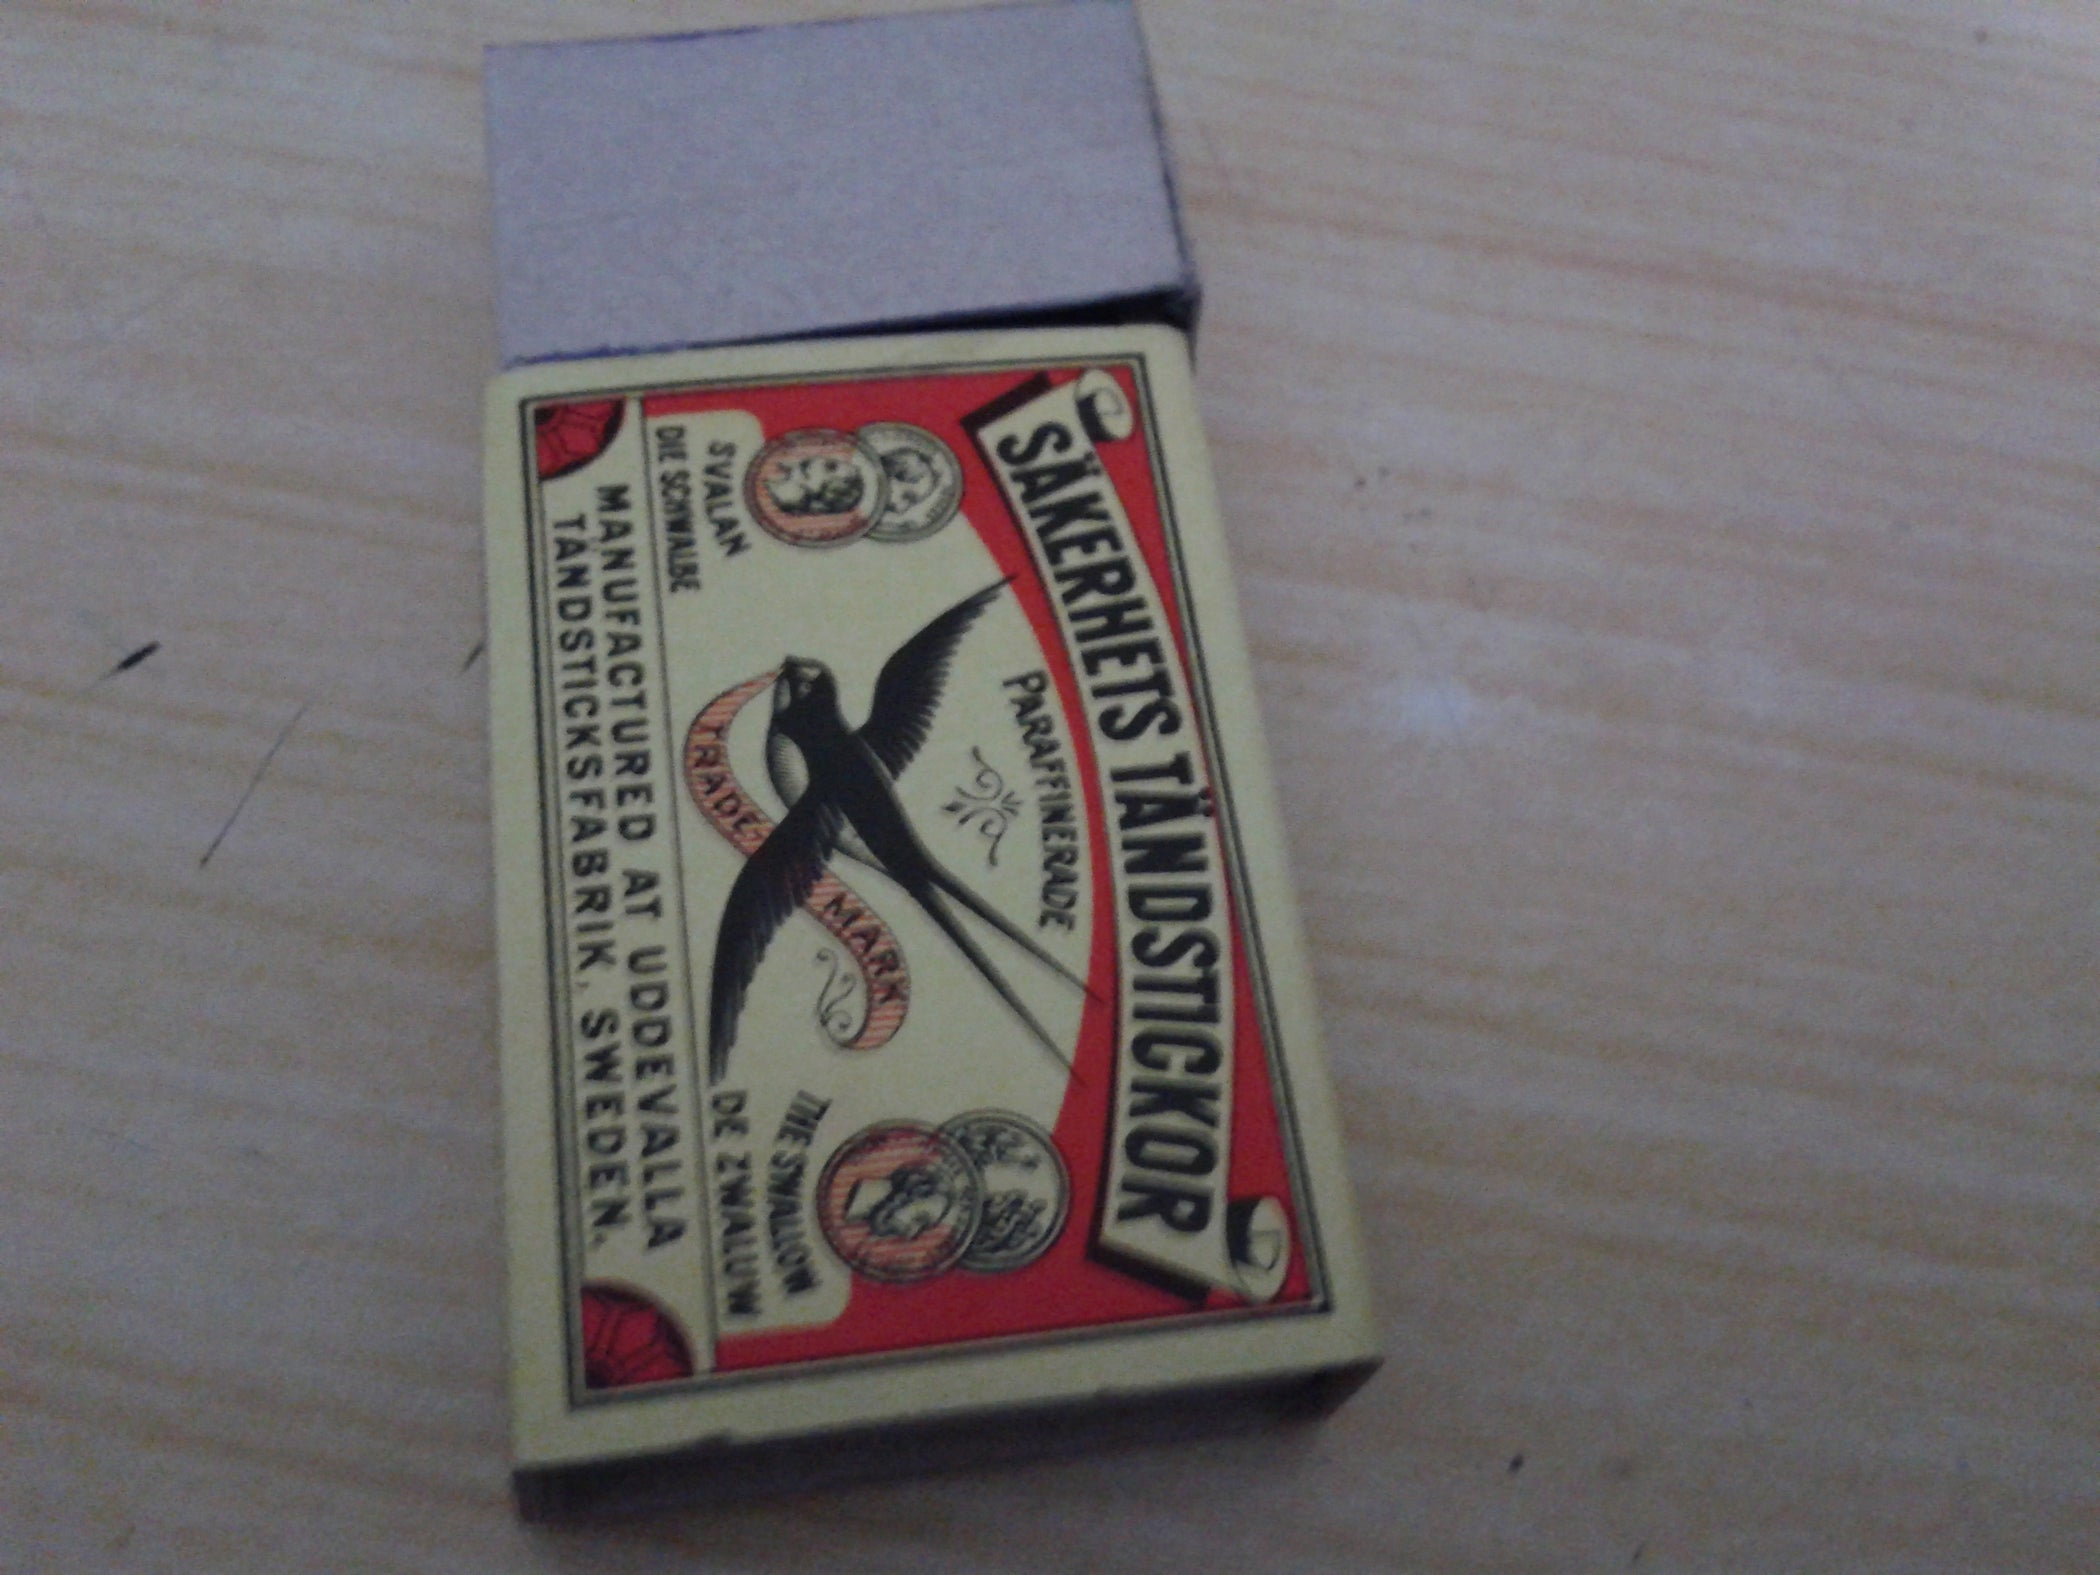 SÄKERHETS TÄNDSTICKOR
PARAFFINERADE
SVALAN
DIE SCHWALBE
TRADE MARK
THE SWALLOW
DE ZWALUW
MANUFACTURED AT UDDEVALLA
TÄNDSTICKSFABRIK, SWEDEN.